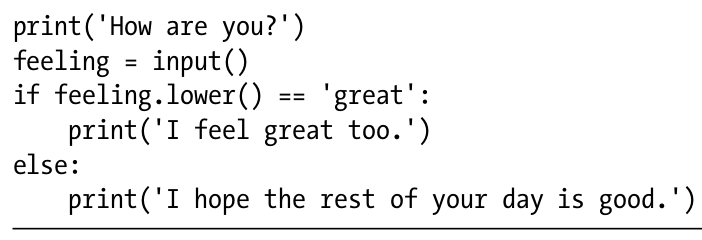 print('How are you?')
feeling = input()
if feeling.lower() == 'great':
    print('I feel great too.')
else:
    print('I hope the rest of your day is good.')